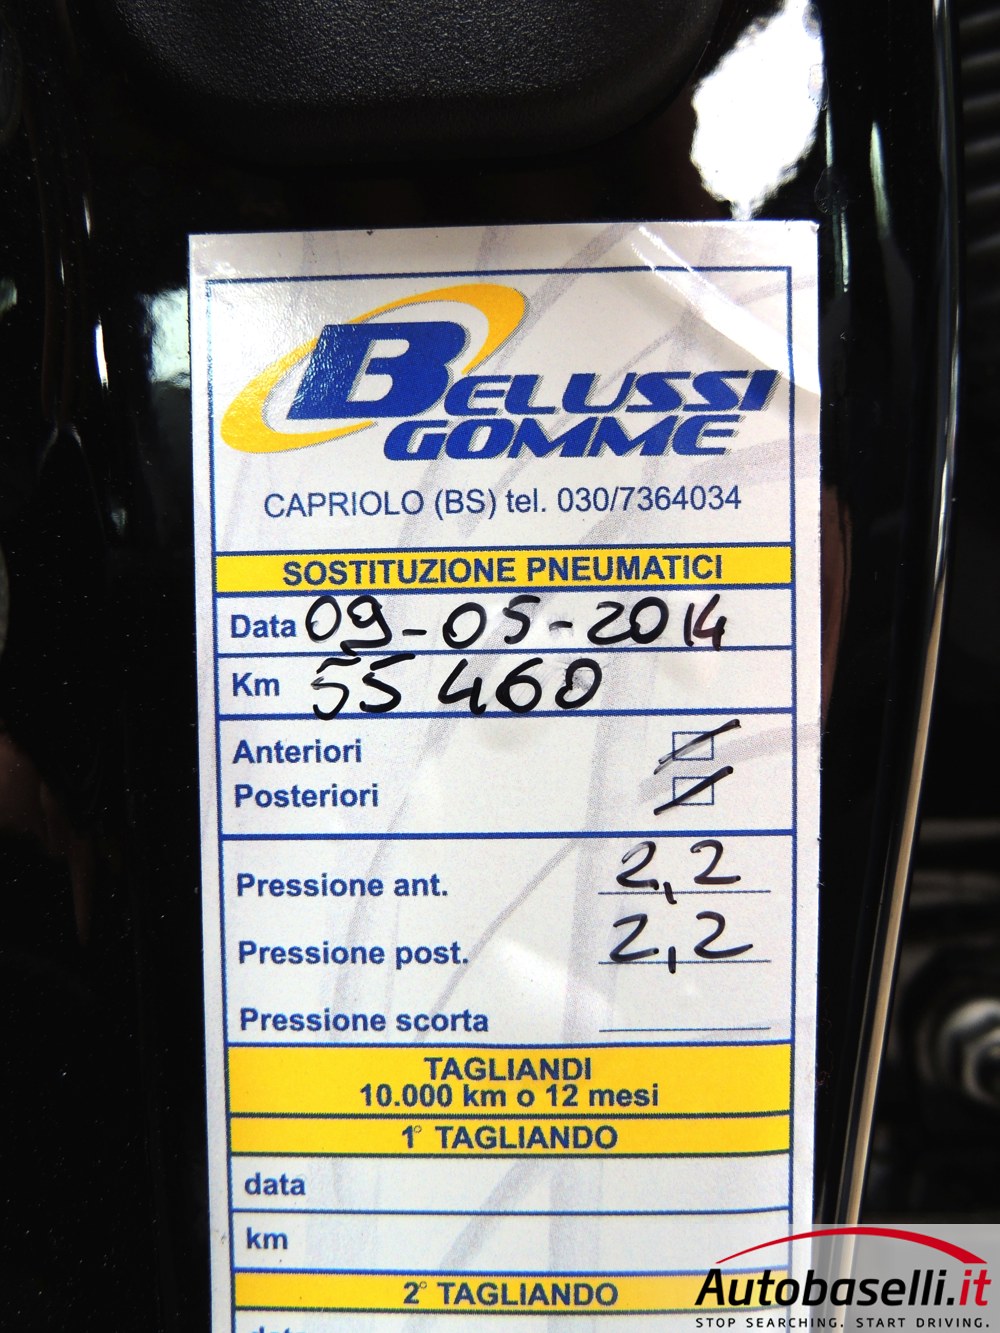 BELUSSI
GOMME
CAPRIOLO (BS) tel. 030/7364034
SOSTITUZIONE PNEUMATICI
Data 09-05-2014
Km 55460
Anteriori
Posteriori
Pressione ant. 2,2
Pressione post. 2,2
Pressione scorta
TAGLIANDI
10.000 km o 12 mesi
1° TAGLIANDO
data
km
2° TAGLIANDO
data
Autobaselli.it
STOP SEARCHING. START DRIVING.